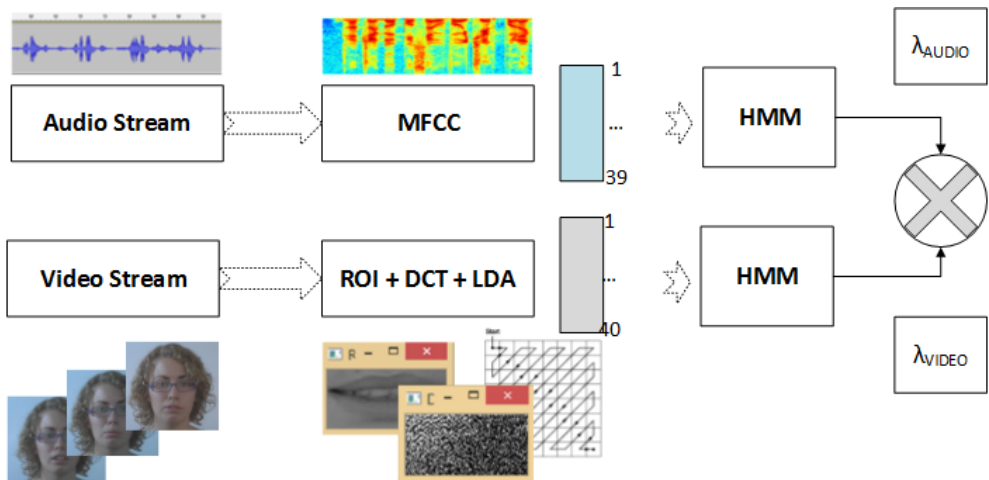 λAUDIO
Audio Stream
MFCC
1
...
39
HMM
Video Stream
ROI + DCT + LDA
1
...
40
HMM
λVIDEO
Start
R
C